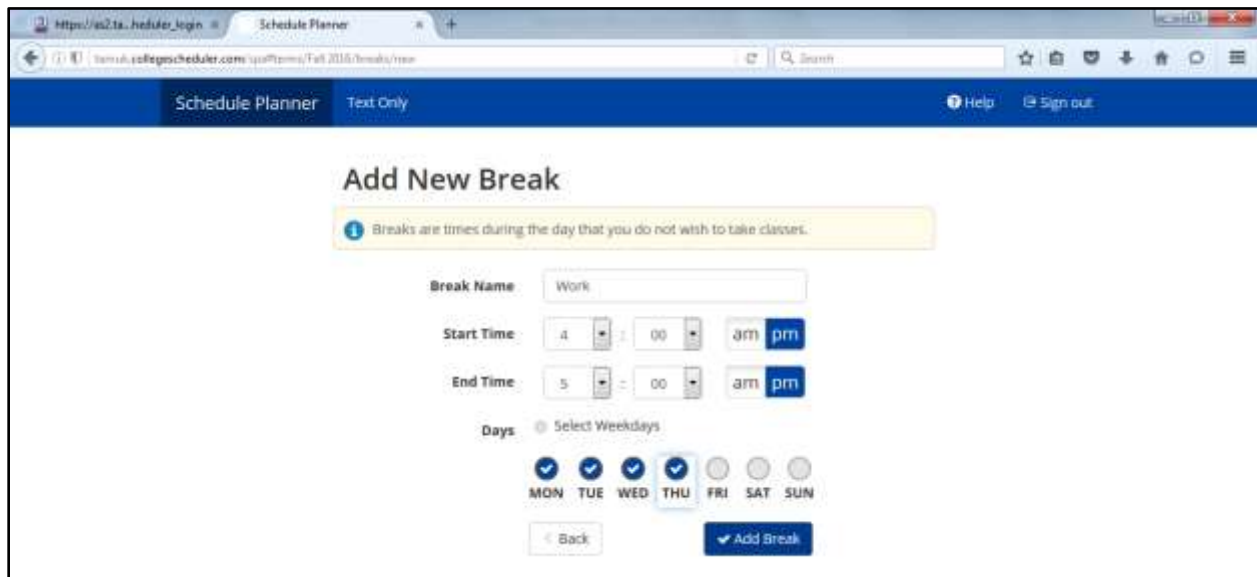 Schedule Planner
Search
Schedule Planner Text Only Help Sign out
Add New Break
Breaks are times during the day that you do not wish to take classes.
Break Name Work
Start Time 4 : 00 am pm
End Time 5 : 00 am pm
Days Select Weekdays
MON TUE WED THU FRI SAT SUN
Back Add Break